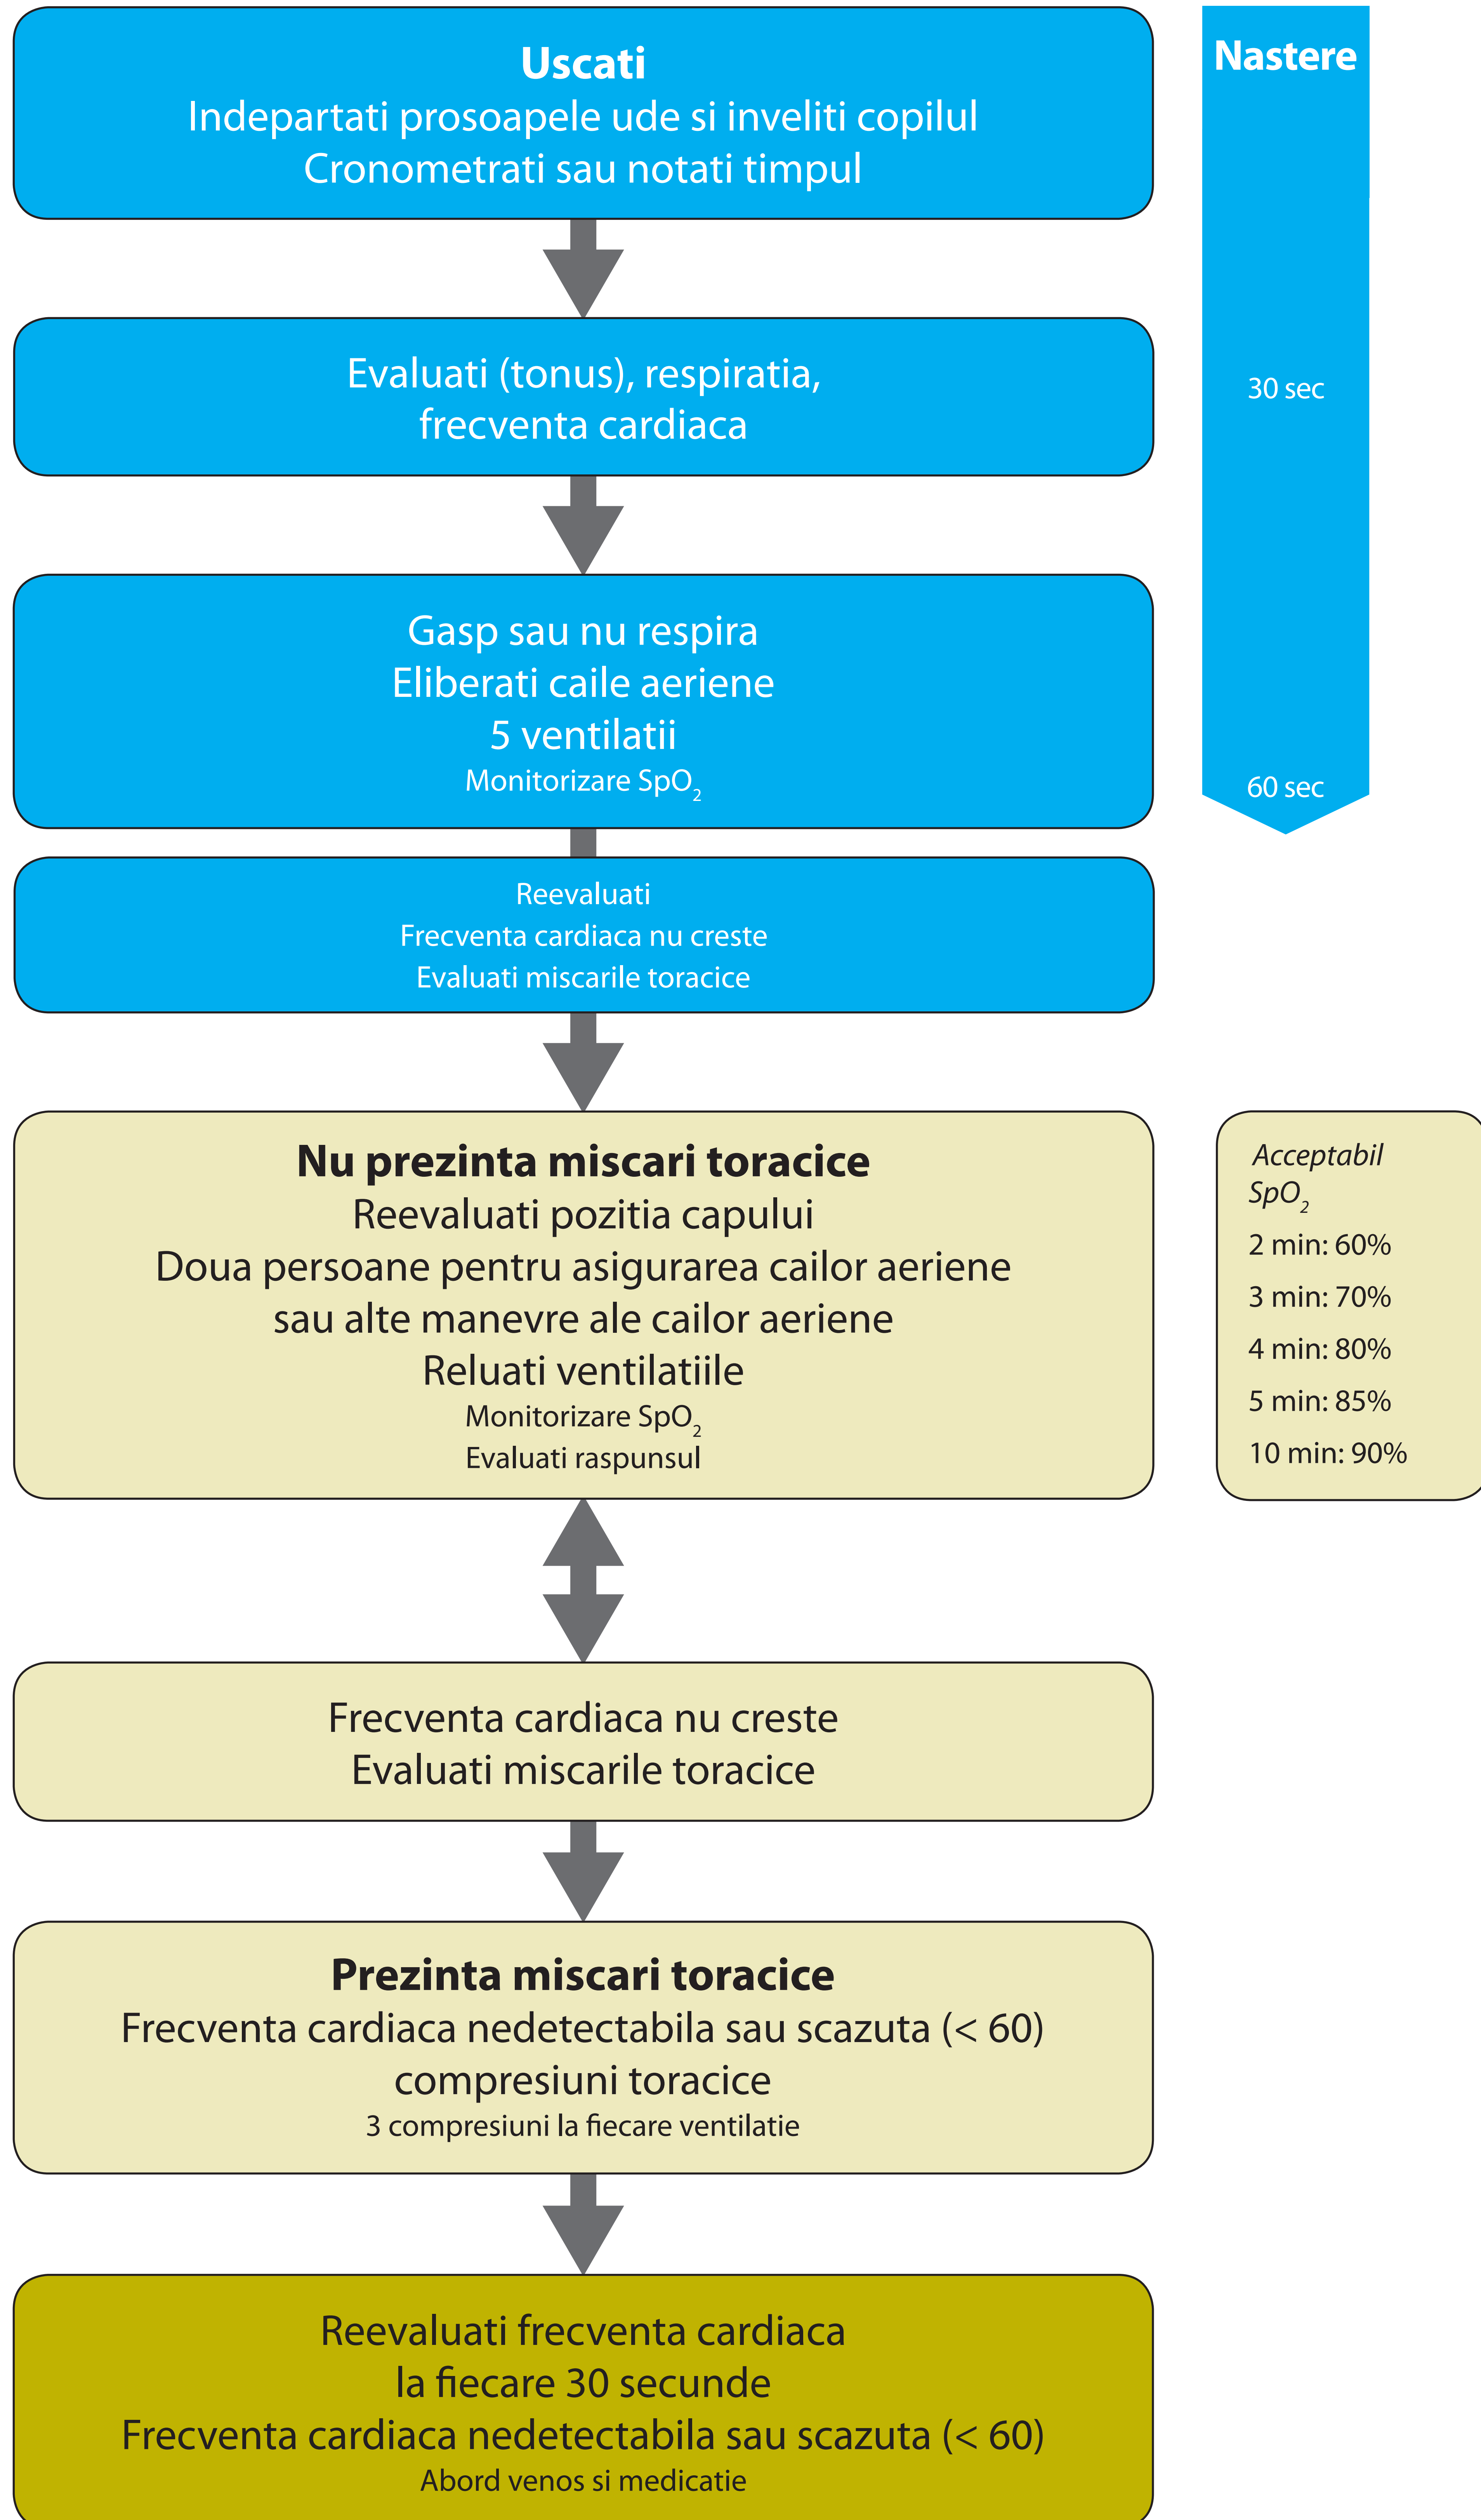 Uscati
Indepartati prosoapele ude si inveliti copilul
Cronometrati sau notati timpul
Nastere
Evaluati (tonus), respiratia,
frecventa cardiaca
30 sec
Gasp sau nu respira
Eliberati caile aeriene
5 ventilatii
Monitorizare SpO₂
60 sec
Reevaluati
Frecventa cardiaca nu creste
Evaluati miscarile toracice
Nu prezinta miscari toracice
Reevaluati pozitia capului
Doua persoane pentru asigurarea cailor aeriene
sau alte manevre ale cailor aeriene
Reluati ventilatiile
Monitorizare SpO₂
Evaluati raspunsul
Acceptabil
SpO₂
2 min: 60%
3 min: 70%
4 min: 80%
5 min: 85%
10 min: 90%
Frecventa cardiaca nu creste
Evaluati miscarile toracice
Prezinta miscari toracice
Frecventa cardiaca nedetectabila sau scazuta (< 60)
compresiuni toracice
3 compresiuni la fiecare ventilatie
Reevaluati frecventa cardiaca
la fiecare 30 secunde
Frecventa cardiaca nedetectabila sau scazuta (< 60)
Abord venos si medicatie